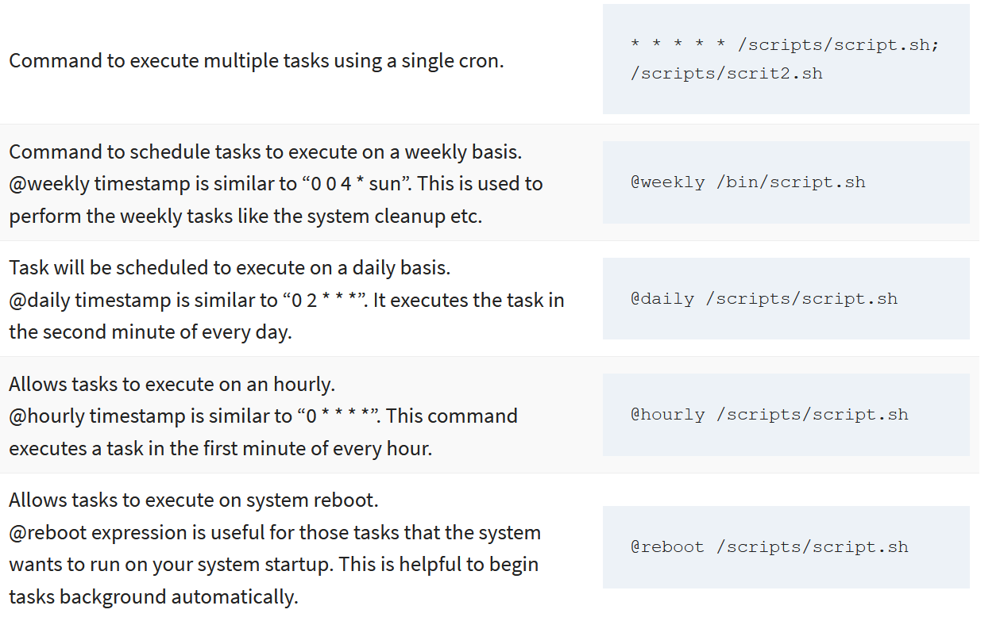 Command to execute multiple tasks using a single cron.
* * * * * /scripts/script.sh;
/scripts/scrit2.sh
Command to schedule tasks to execute on a weekly basis.
@weekly timestamp is similar to “0 0 4 * sun”. This is used to
perform the weekly tasks like the system cleanup etc.
@weekly /bin/script.sh
Task will be scheduled to execute on a daily basis.
@daily timestamp is similar to “0 2 * * *”. It executes the task in
the second minute of every day.
@daily /scripts/script.sh
Allows tasks to execute on an hourly.
@hourly timestamp is similar to “0 * * * *”. This command
executes a task in the first minute of every hour.
@hourly /scripts/script.sh
Allows tasks to execute on system reboot.
@reboot expression is useful for those tasks that the system
wants to run on your system startup. This is helpful to begin
tasks background automatically.
@reboot /scripts/script.sh